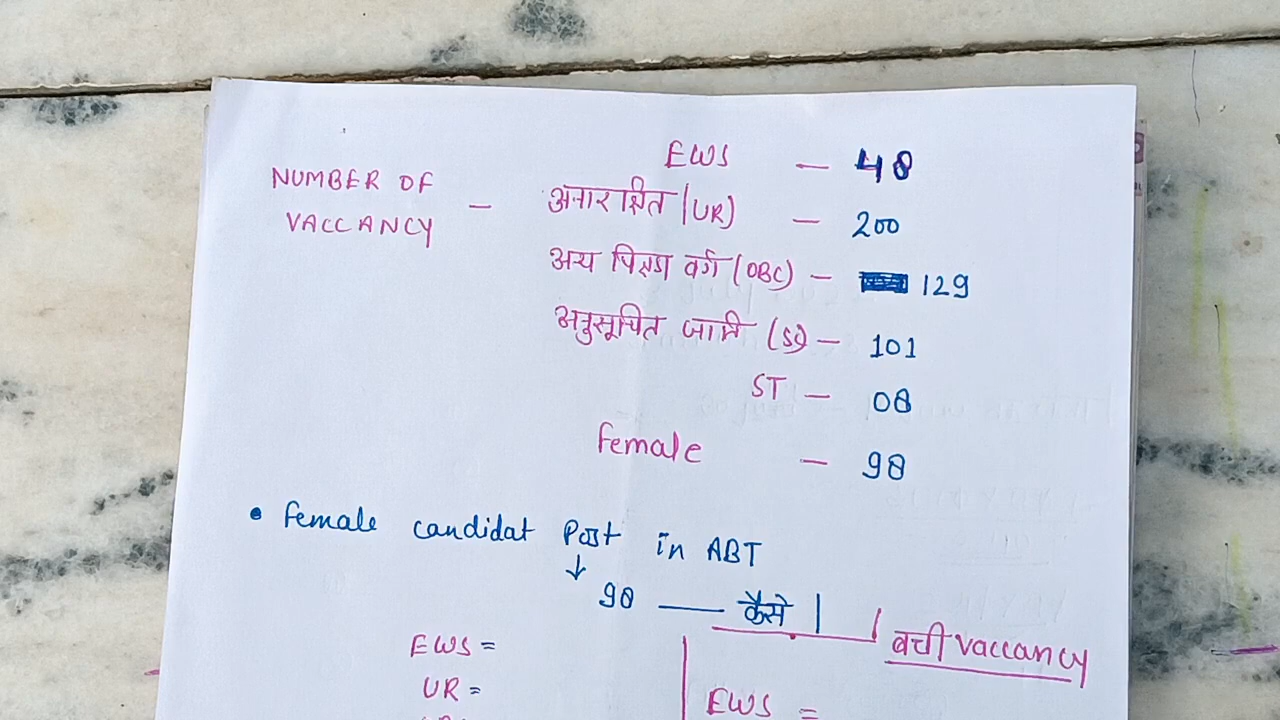 EWS — 48
NUMBER OF VACCANCY — अनारक्षित (UR) — 200
अन्य पिछडा वर्ग (OBC) — 129
अनुसूचित जाति (SC) — 101
ST — 08
Female — 98
• Female candidat Post in ABT
↓
98 — कैसे |
बची vaccancy
EWS =
UR =
EWS =